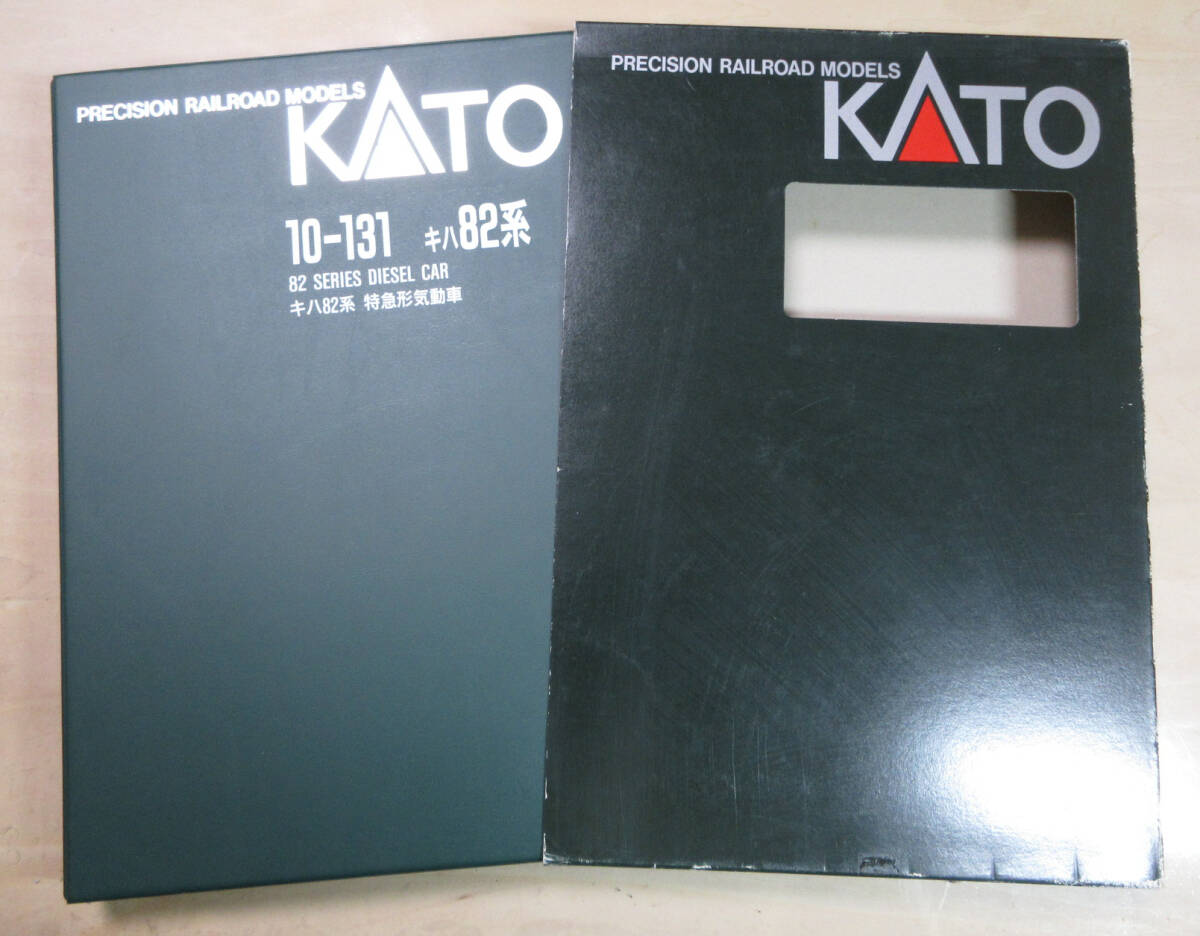 PRECISION RAILROAD MODELS
KATO
10-131 キハ82系
82 SERIES DIESEL CAR
キハ82系 特急形気動車
PRECISION RAILROAD MODELS
KATO